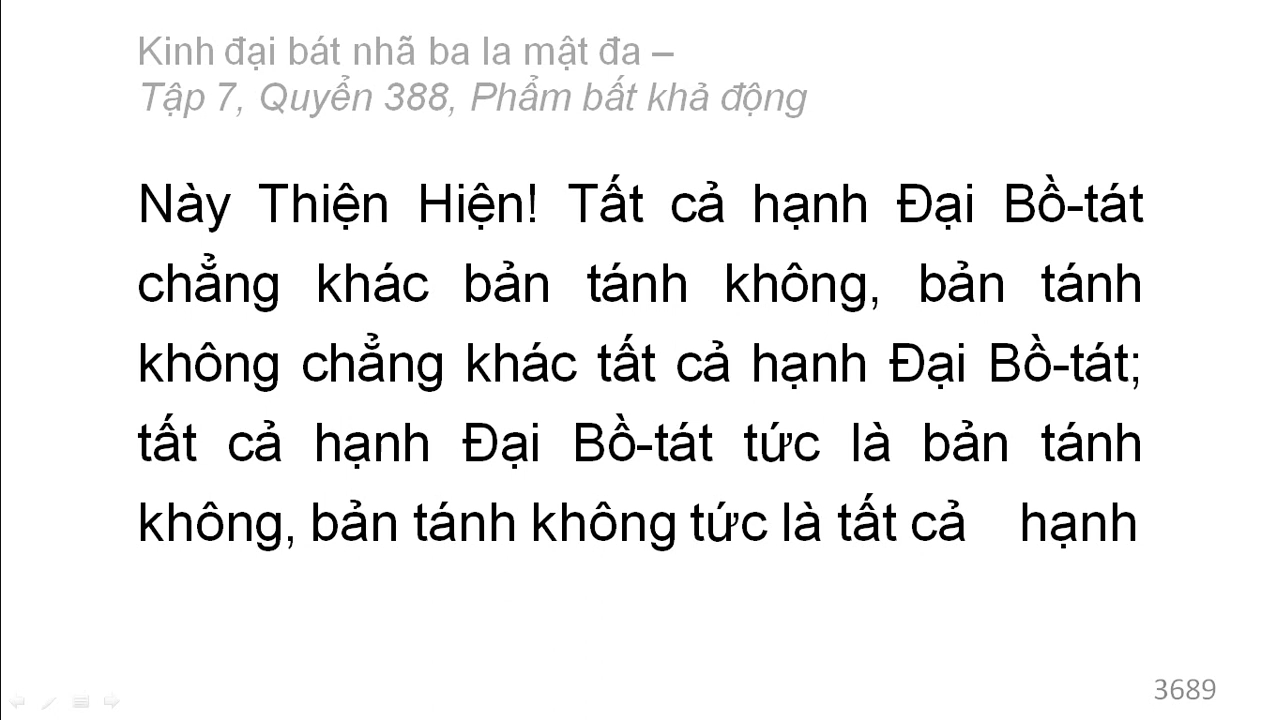 Kinh đại bát nhã ba la mật đa –
Tập 7, Quyển 388, Phẩm bất khả động
Này Thiện Hiện! Tất cả hạnh Đại Bồ-tát
chẳng khác bản tánh không, bản tánh
không chẳng khác tất cả hạnh Đại Bồ-tát;
tất cả hạnh Đại Bồ-tát tức là bản tánh
không, bản tánh không tức là tất cả hạnh
3689